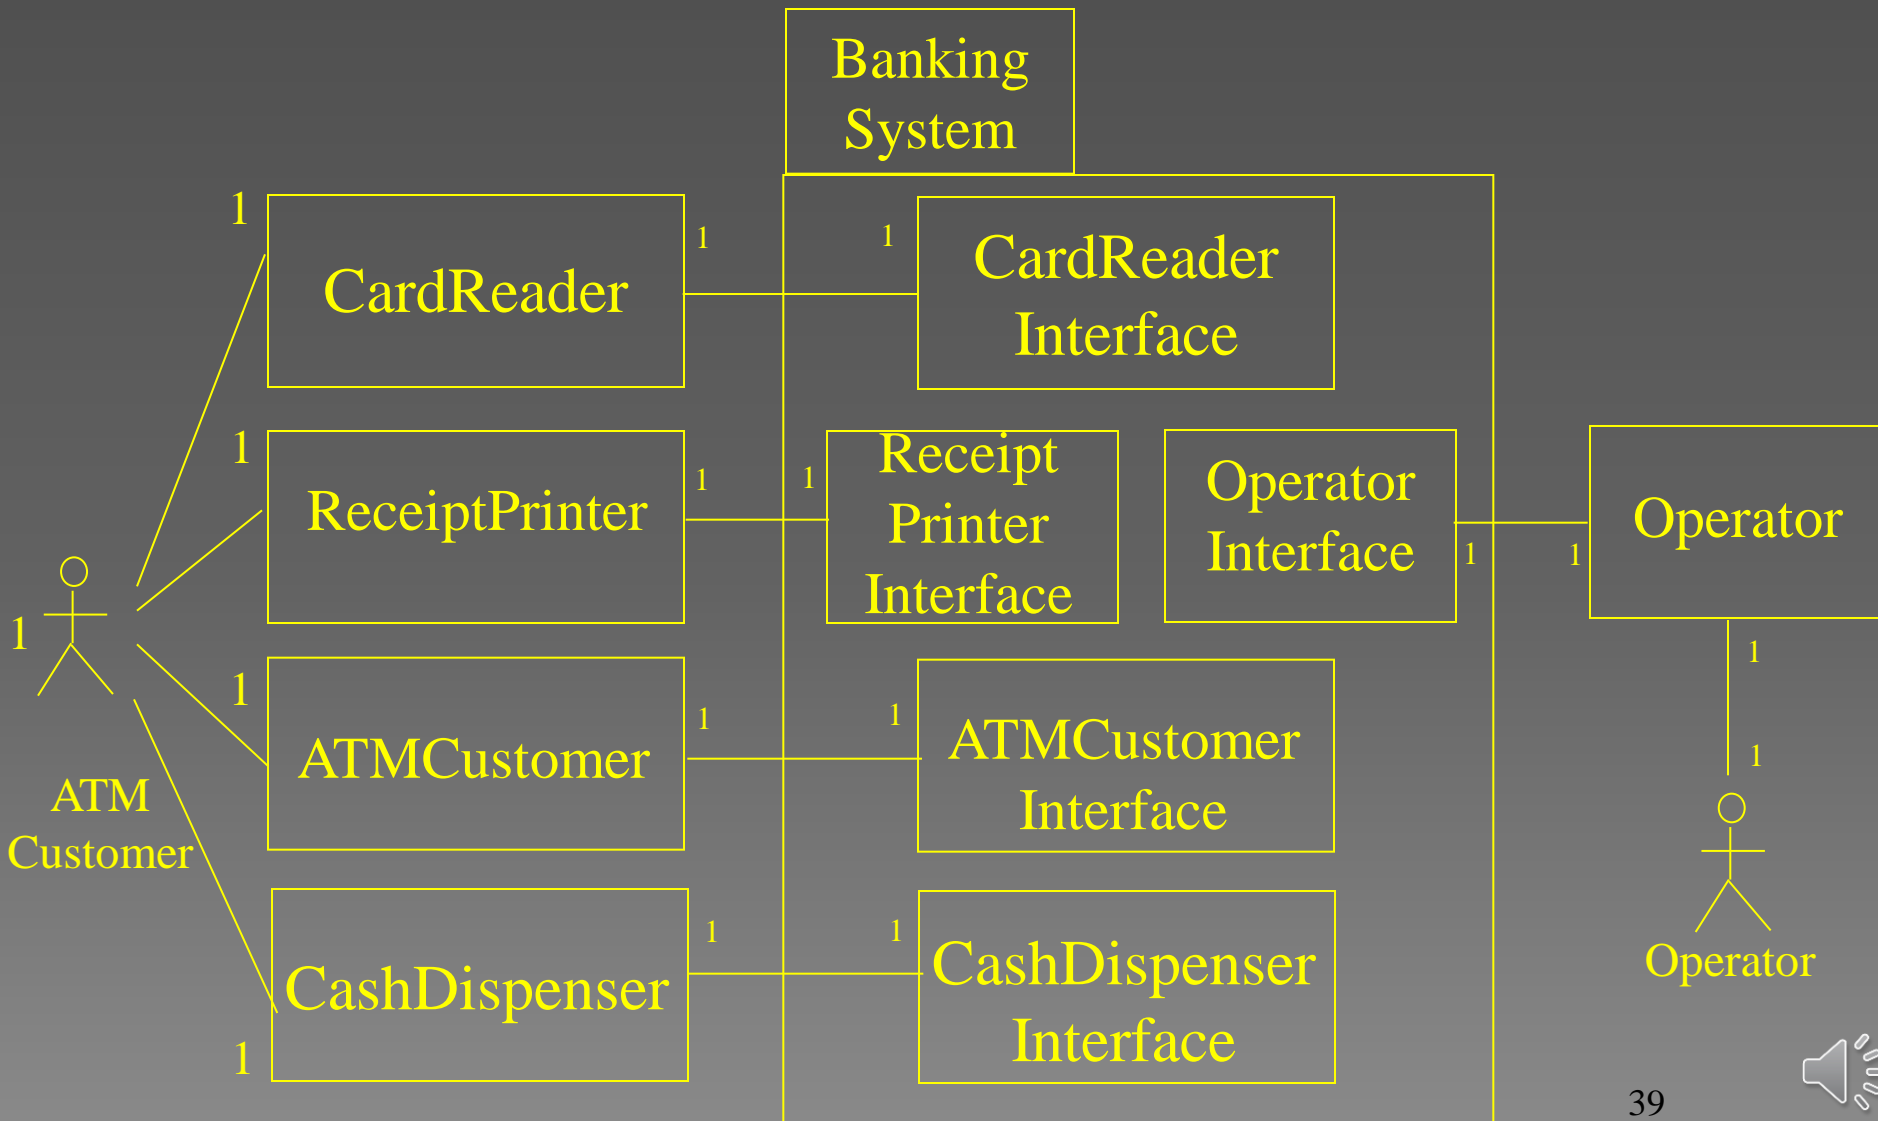 Banking
System
1
CardReader
1
1
CardReader
Interface
1
ReceiptPrinter
1
1
Receipt
Printer
Interface
Operator
Interface
1
1
Operator
1
1
Operator
1
ATM
Customer
1
ATMCustomer
1
1
ATMCustomer
Interface
1
CashDispenser
1
1
CashDispenser
Interface
39